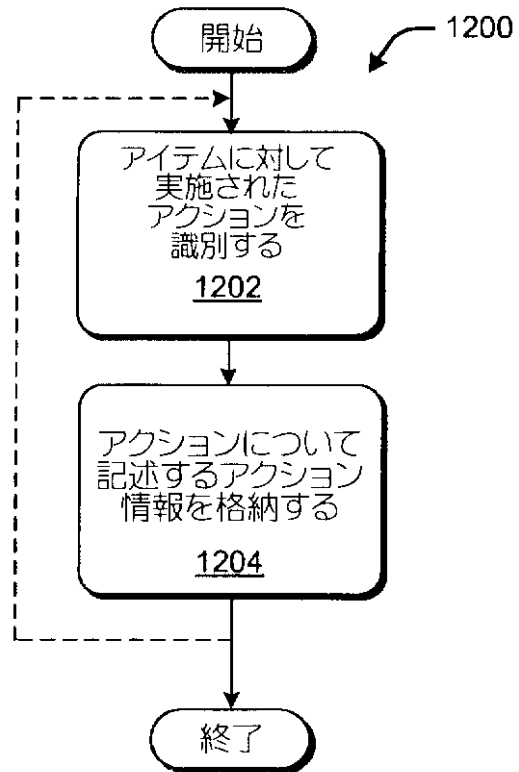 開始
1200
アイテムに対して
実施された
アクションを
識別する
1202
アクションについて
記述するアクション
情報を格納する
1204
終了